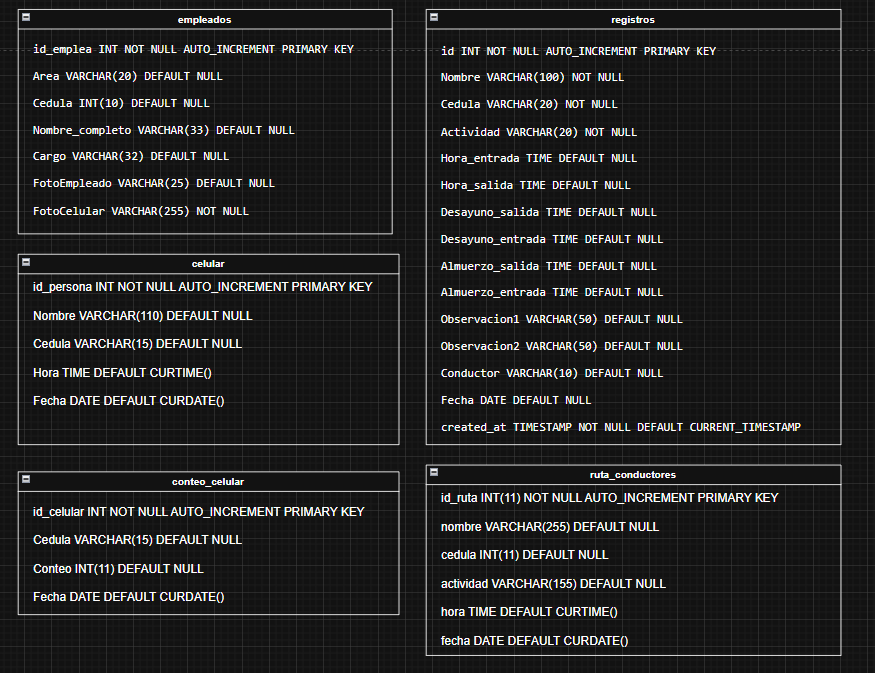 empleados
id_emplea INT NOT NULL AUTO_INCREMENT PRIMARY KEY
Area VARCHAR(20) DEFAULT NULL
Cedula INT(10) DEFAULT NULL
Nombre_completo VARCHAR(33) DEFAULT NULL
Cargo VARCHAR(32) DEFAULT NULL
FotoEmpleado VARCHAR(25) DEFAULT NULL
FotoCelular VARCHAR(255) NOT NULL
celular
id_persona INT NOT NULL AUTO_INCREMENT PRIMARY KEY
Nombre VARCHAR(110) DEFAULT NULL
Cedula VARCHAR(15) DEFAULT NULL
Hora TIME DEFAULT CURTIME()
Fecha DATE DEFAULT CURDATE()
conteo_celular
id_celular INT NOT NULL AUTO_INCREMENT PRIMARY KEY
Cedula VARCHAR(15) DEFAULT NULL
Conteo INT(11) DEFAULT NULL
Fecha DATE DEFAULT CURDATE()
registros
id INT NOT NULL AUTO_INCREMENT PRIMARY KEY
Nombre VARCHAR(100) NOT NULL
Cedula VARCHAR(20) NOT NULL
Actividad VARCHAR(20) NOT NULL
Hora_entrada TIME DEFAULT NULL
Hora_salida TIME DEFAULT NULL
Desayuno_salida TIME DEFAULT NULL
Desayuno_entrada TIME DEFAULT NULL
Almuerzo_salida TIME DEFAULT NULL
Almuerzo_entrada TIME DEFAULT NULL
Observacion1 VARCHAR(50) DEFAULT NULL
Observacion2 VARCHAR(50) DEFAULT NULL
Conductor VARCHAR(10) DEFAULT NULL
Fecha DATE DEFAULT NULL
created_at TIMESTAMP NOT NULL DEFAULT CURRENT_TIMESTAMP
ruta_conductores
id_ruta INT(11) NOT NULL AUTO_INCREMENT PRIMARY KEY
nombre VARCHAR(255) DEFAULT NULL
cedula INT(11) DEFAULT NULL
actividad VARCHAR(155) DEFAULT NULL
hora TIME DEFAULT CURTIME()
fecha DATE DEFAULT CURDATE()